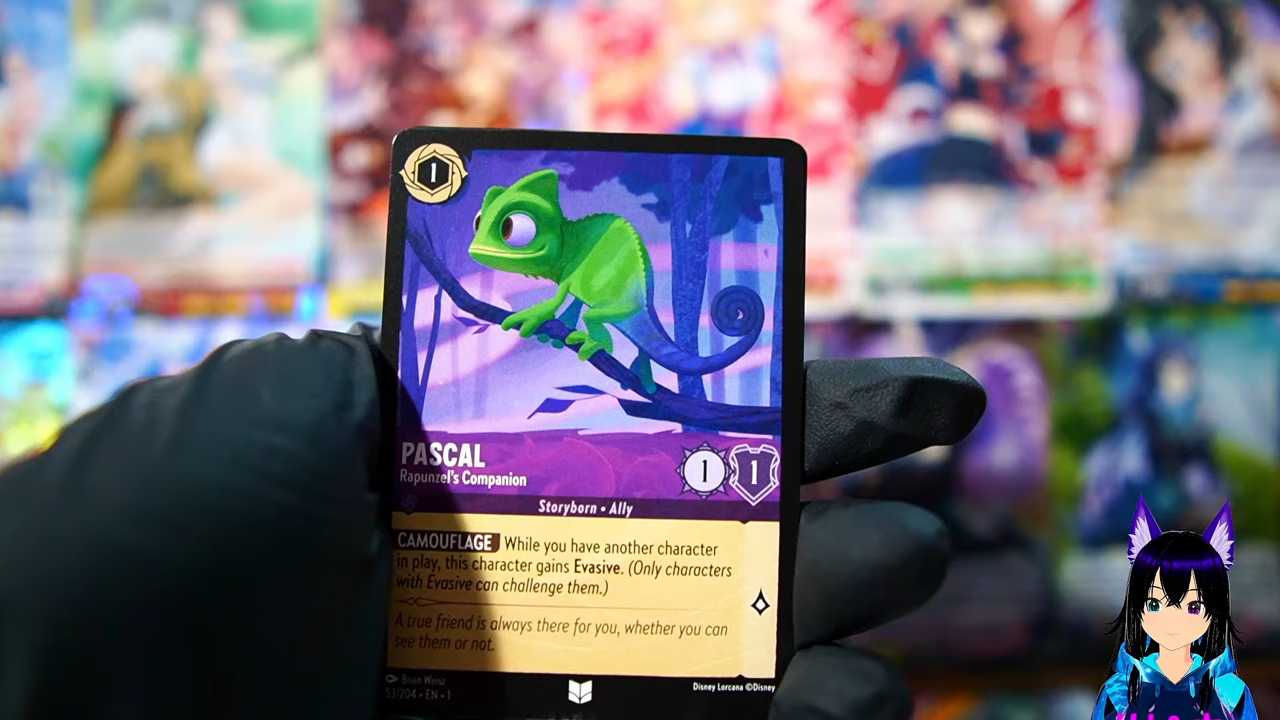 1
PASCAL
Rapunzel's Companion
1 1
Storyborn • Ally
CAMOUFLAGE While you have another character
in play, this character gains Evasive. (Only characters
with Evasive can challenge them.)
A true friend is always there for you, whether you can
see them or not.
Brian Weisz
53/204 • EN • 1
Disney Lorcana ©Disney